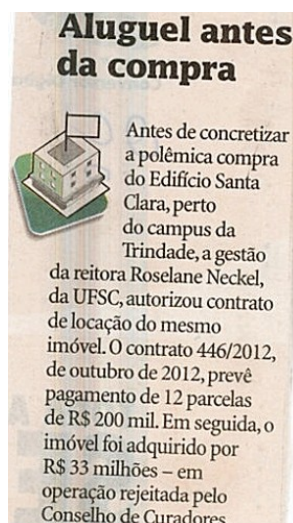 Aluguel antes
da compra
Antes de concretizar
a polêmica compra
do Edifício Santa
Clara, perto
do campus da
Trindade, a gestão
da reitora Roselane Neckel,
da UFSC, autorizou contrato
de locação do mesmo
imóvel. O contrato 446/2012,
de outubro de 2012, prevê
pagamento de 12 parcelas
de R$ 200 mil. Em seguida, o
imóvel foi adquirido por
R$ 33 milhões – em
operação rejeitada pelo
Conselho de Curadores